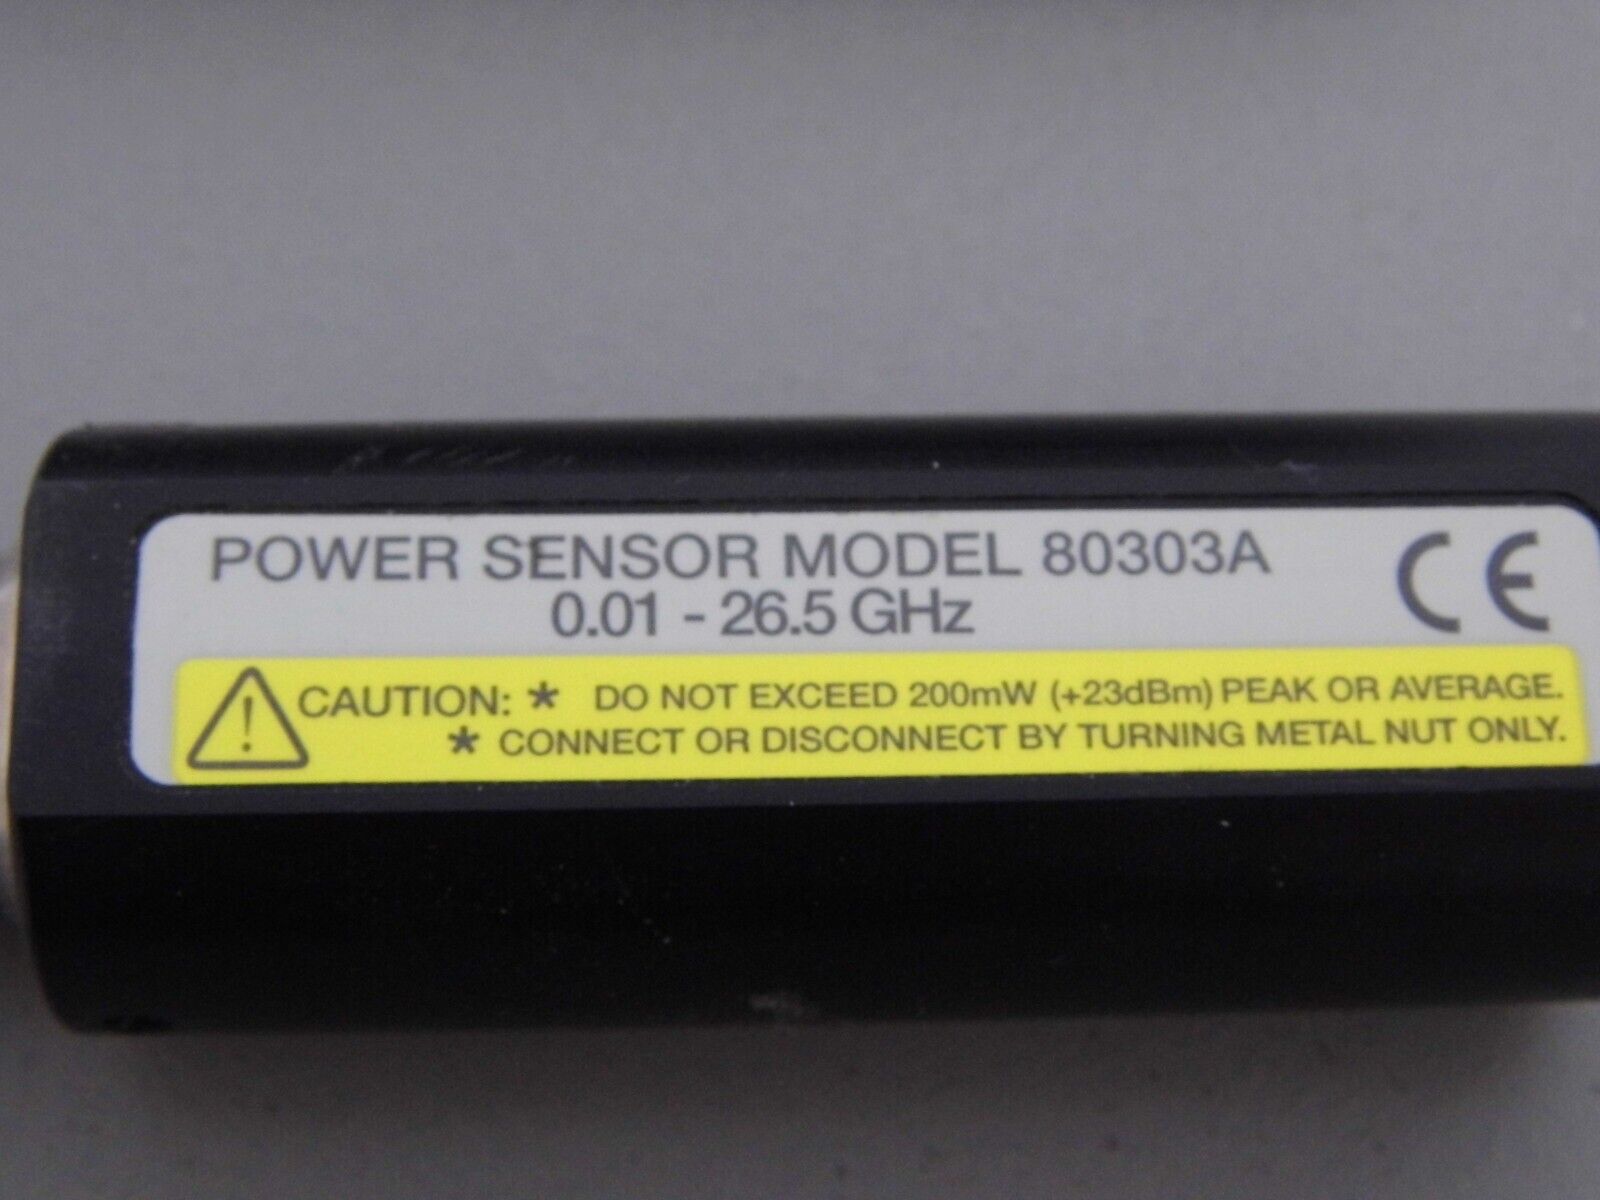 POWER SENSOR MODEL 80303A
0.01 - 26.5 GHz
CE
CAUTION: * DO NOT EXCEED 200mW (+23dBm) PEAK OR AVERAGE.
* CONNECT OR DISCONNECT BY TURNING METAL NUT ONLY.